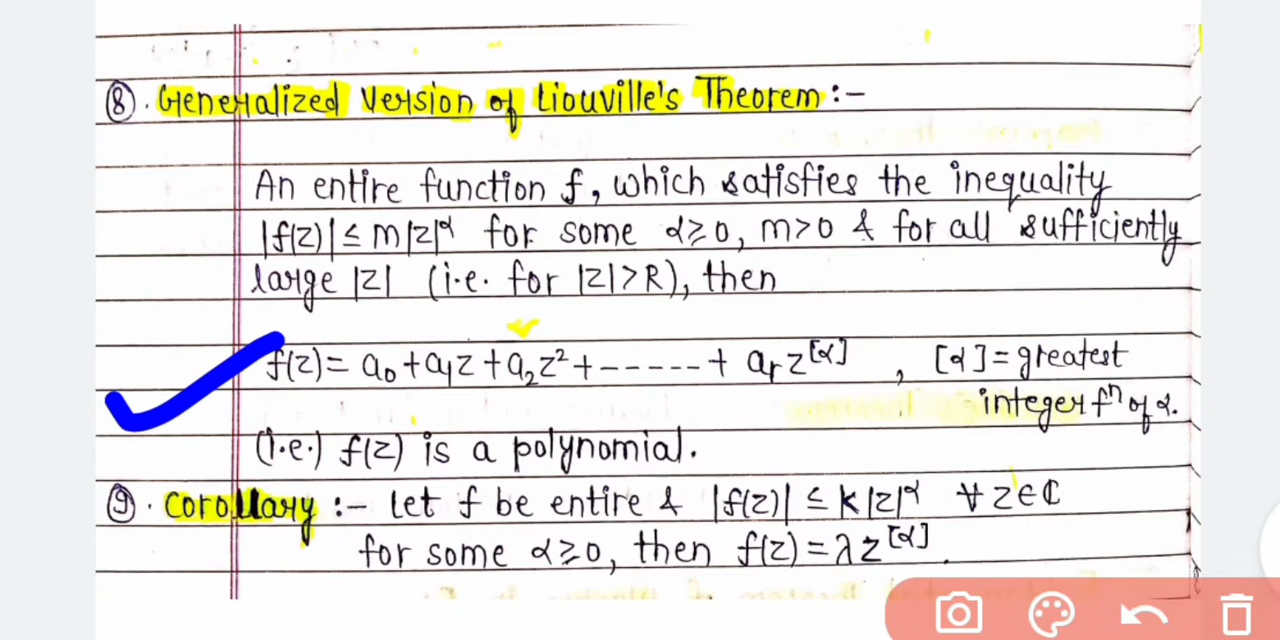 ⑧. Generalized Version of Liouville's Theorem :-
An entire function f, which satisfies the inequality
|f(z)| ≤ m|z|^α for some α≥0, m>0 & for all sufficiently
large |z| (i.e. for |z|>R), then
f(z) = a₀ + a₁z + a₂z² + ------ + aᵣ z^[α] , [α] = greatest
integer fⁿ of α.
(i.e.) f(z) is a polynomial.
⑨. Corollary :- Let f be entire & |f(z)| ≤ K|z|^α ∀ z∈ℂ
for some α≥0, then f(z) = λ z^[α].